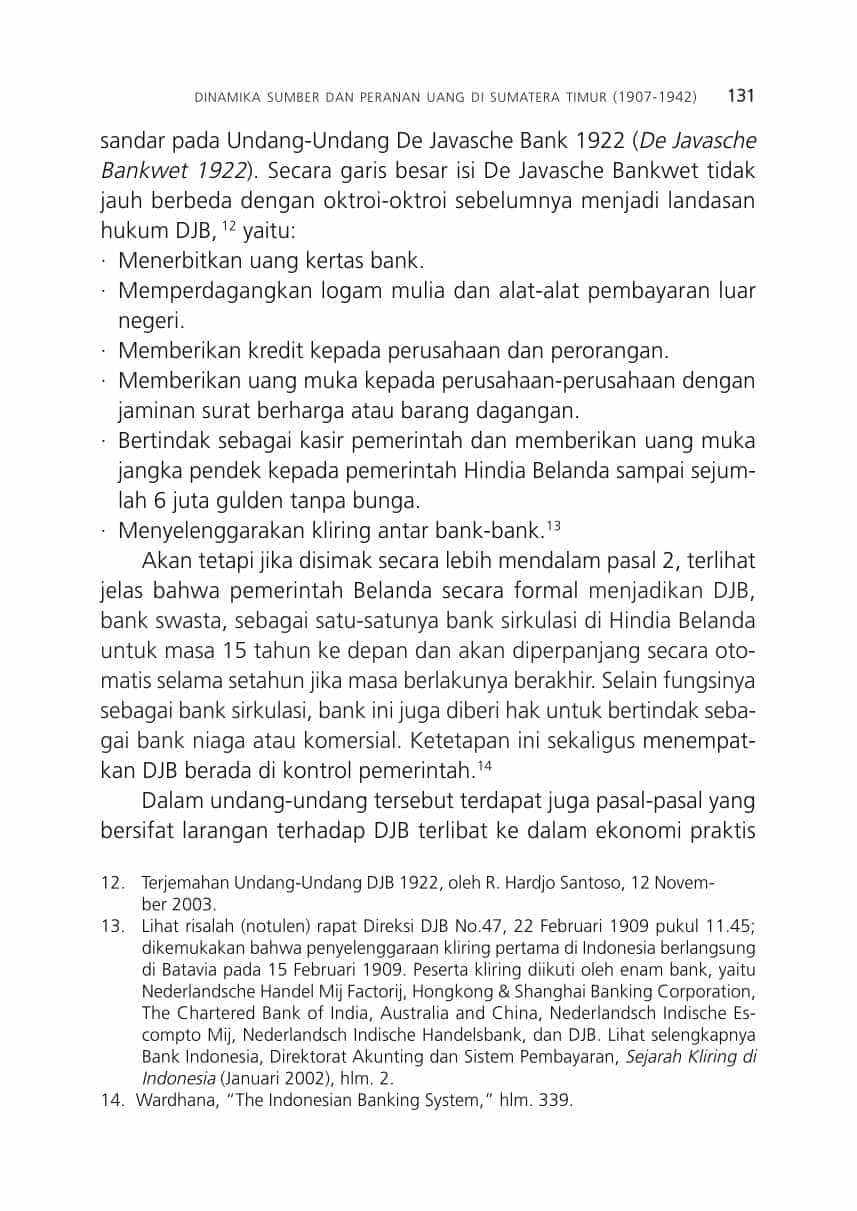 DINAMIKA SUMBER DAN PERANAN UANG DI SUMATERA TIMUR (1907-1942) 131
sandar pada Undang-Undang De Javasche Bank 1922 (De Javasche
Bankwet 1922). Secara garis besar isi De Javasche Bankwet tidak
jauh berbeda dengan oktroi-oktroi sebelumnya menjadi landasan
hukum DJB, 12 yaitu:
· Menerbitkan uang kertas bank.
· Memperdagangkan logam mulia dan alat-alat pembayaran luar
negeri.
· Memberikan kredit kepada perusahaan dan perorangan.
· Memberikan uang muka kepada perusahaan-perusahaan dengan
jaminan surat berharga atau barang dagangan.
· Bertindak sebagai kasir pemerintah dan memberikan uang muka
jangka pendek kepada pemerintah Hindia Belanda sampai sejum-
lah 6 juta gulden tanpa bunga.
· Menyelenggarakan kliring antar bank-bank.13
Akan tetapi jika disimak secara lebih mendalam pasal 2, terlihat
jelas bahwa pemerintah Belanda secara formal menjadikan DJB,
bank swasta, sebagai satu-satunya bank sirkulasi di Hindia Belanda
untuk masa 15 tahun ke depan dan akan diperpanjang secara oto-
matis selama setahun jika masa berlakunya berakhir. Selain fungsinya
sebagai bank sirkulasi, bank ini juga diberi hak untuk bertindak seba-
gai bank niaga atau komersial. Ketetapan ini sekaligus menempat-
kan DJB berada di kontrol pemerintah.14
Dalam undang-undang tersebut terdapat juga pasal-pasal yang
bersifat larangan terhadap DJB terlibat ke dalam ekonomi praktis
12. Terjemahan Undang-Undang DJB 1922, oleh R. Hardjo Santoso, 12 Novem-
ber 2003.
13. Lihat risalah (notulen) rapat Direksi DJB No.47, 22 Februari 1909 pukul 11.45;
dikemukakan bahwa penyelenggaraan kliring pertama di Indonesia berlangsung
di Batavia pada 15 Februari 1909. Peserta kliring diikuti oleh enam bank, yaitu
Nederlandsche Handel Mij Factorij, Hongkong & Shanghai Banking Corporation,
The Chartered Bank of India, Australia and China, Nederlandsch Indische Es-
compto Mij, Nederlandsch Indische Handelsbank, dan DJB. Lihat selengkapnya
Bank Indonesia, Direktorat Akunting dan Sistem Pembayaran, Sejarah Kliring di
Indonesia (Januari 2002), hlm. 2.
14. Wardhana, “The Indonesian Banking System,” hlm. 339.